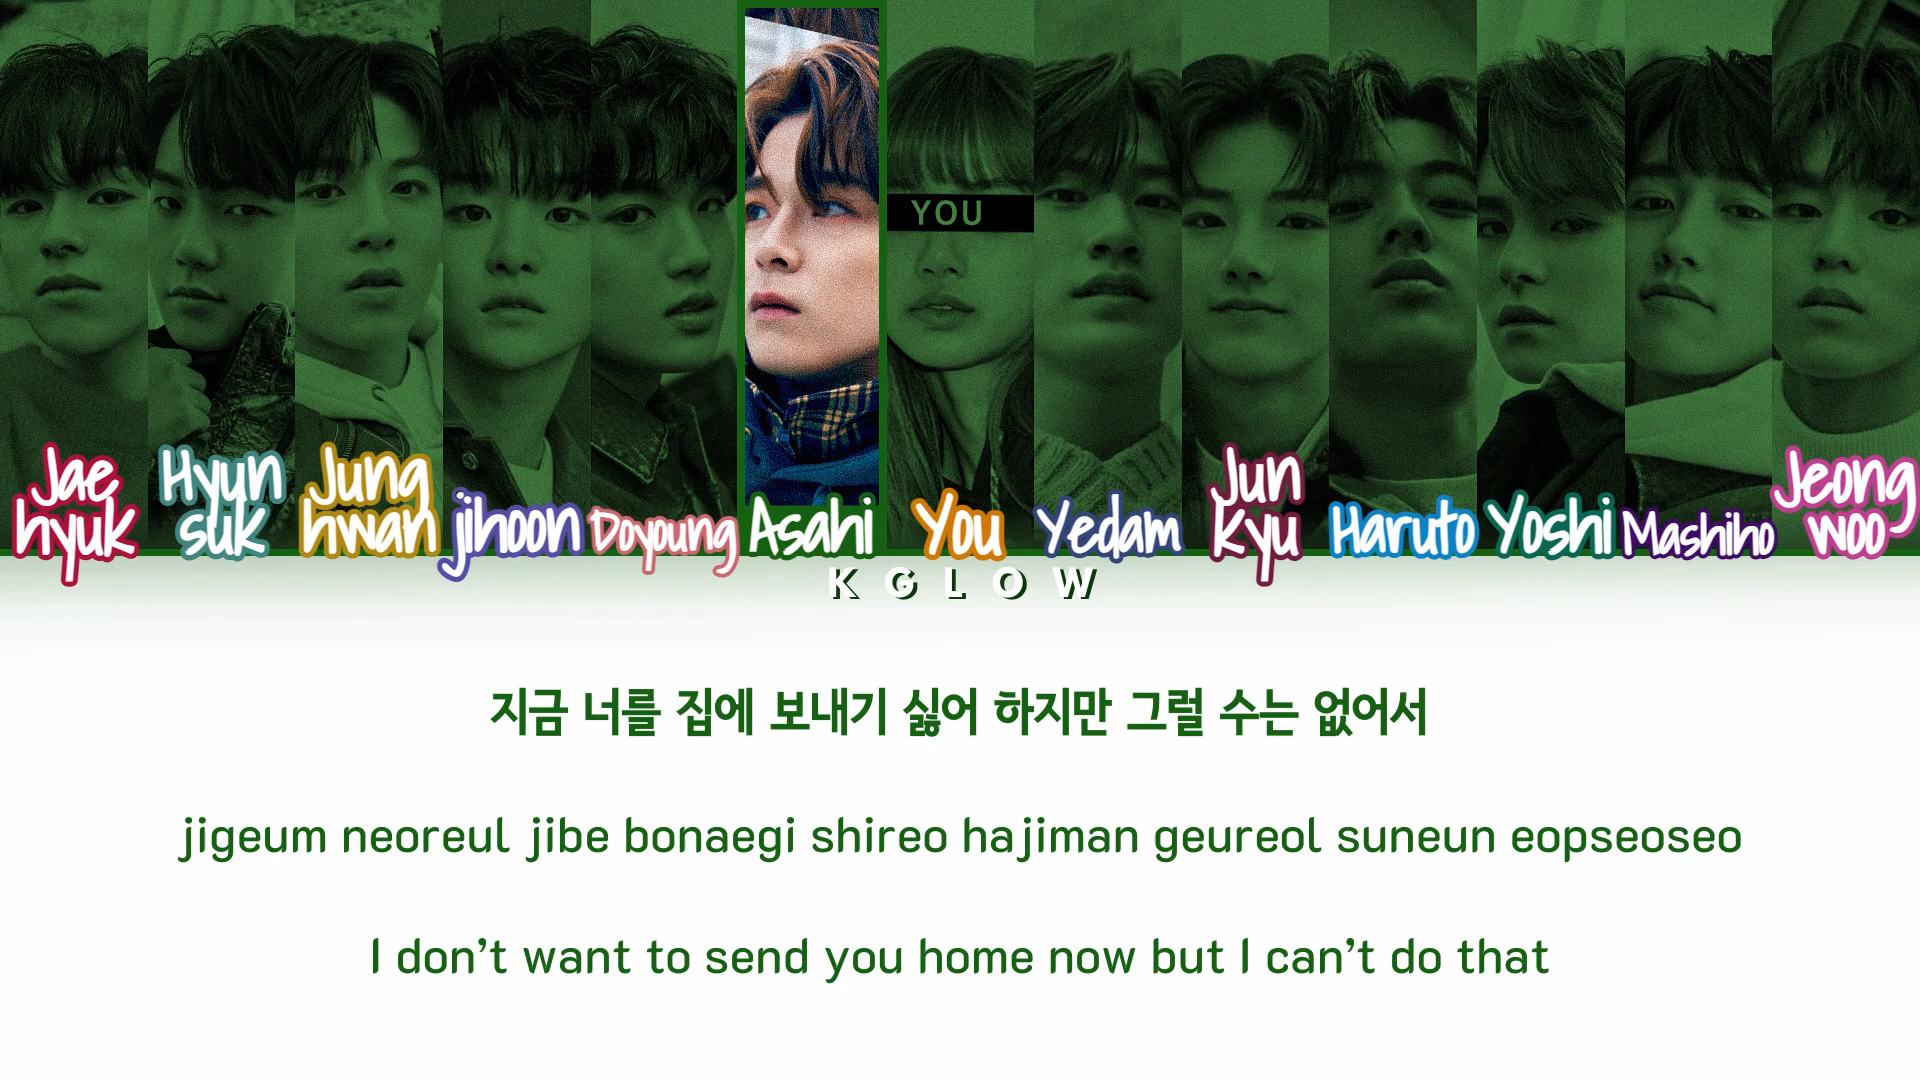 YOU
Jae hyuk
Hyun suk
Jung hwan
jihoon
Doyoung
Asahi
You
Yedam
Jun kyu
Haruto
Yoshi
Mashiho
Jeong woo
KGLOW
지금 너를 집에 보내기 싫어 하지만 그럴 수는 없어서
jigeum neoreul jibe bonaegi shireo hajiman geureol suneun eopseoseo
I don’t want to send you home now but I can’t do that